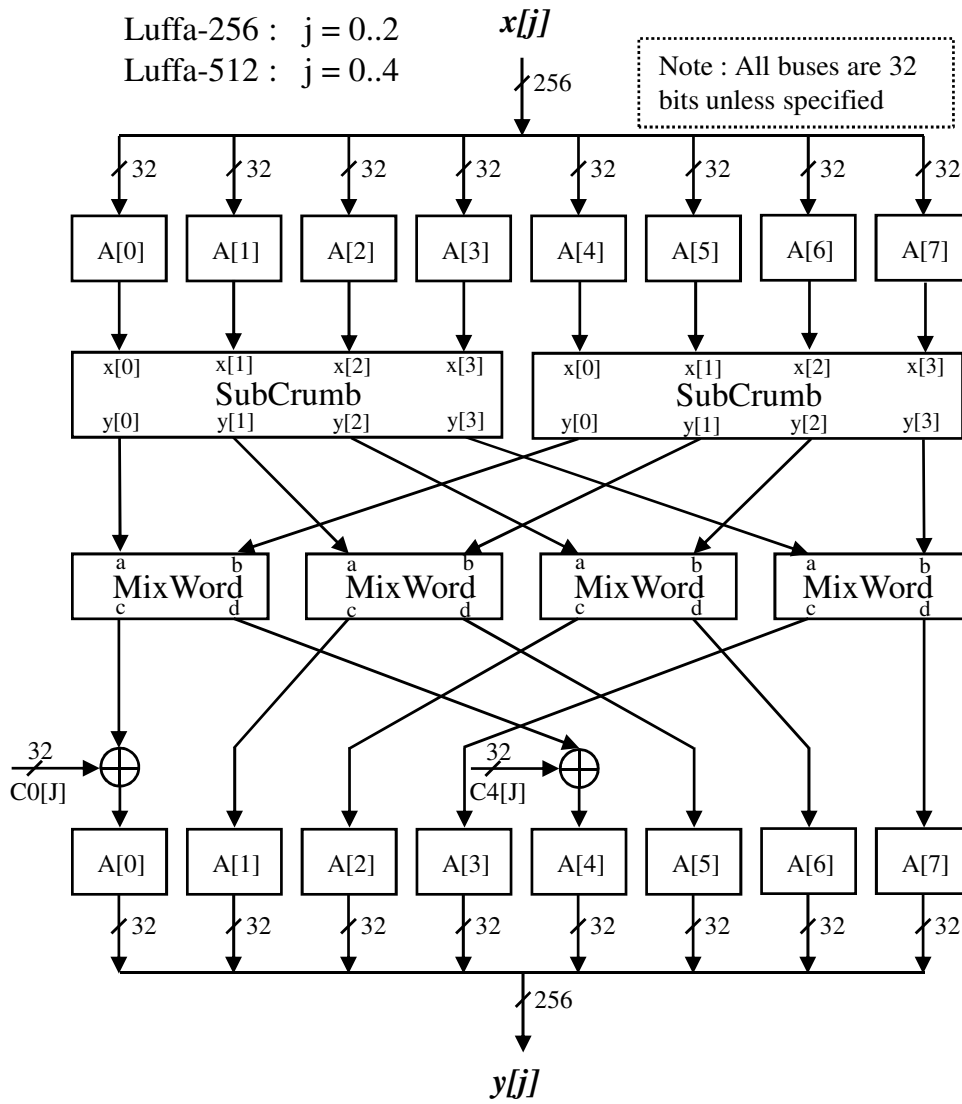 Luffa-256 : j = 0..2
Luffa-512 : j = 0..4
x[j]
Note : All buses are 32
bits unless specified
256
32 32 32 32 32 32 32 32
A[0] A[1] A[2] A[3] A[4] A[5] A[6] A[7]
x[0] x[1] x[2] x[3] x[0] x[1] x[2] x[3]
SubCrumb SubCrumb
y[0] y[1] y[2] y[3] y[0] y[1] y[2] y[3]
a b a b a b a b
MixWord MixWord MixWord MixWord
c d c d c d c d
32 32
C0[J] C4[J]
A[0] A[1] A[2] A[3] A[4] A[5] A[6] A[7]
32 32 32 32 32 32 32 32
256
y[j]